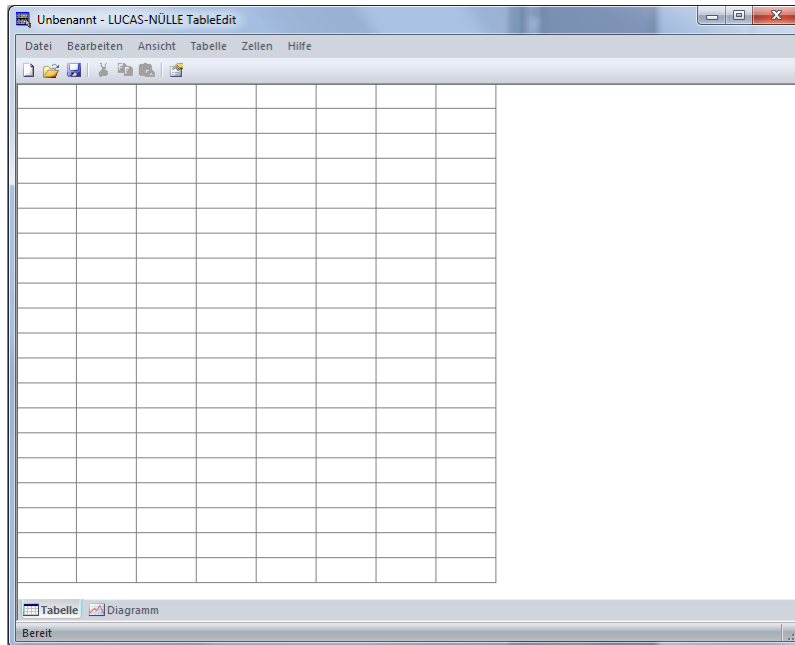 Unbenannt - LUCAS-NÜLLE TableEdit
Datei Bearbeiten Ansicht Tabelle Zellen Hilfe
Tabelle Diagramm
Bereit